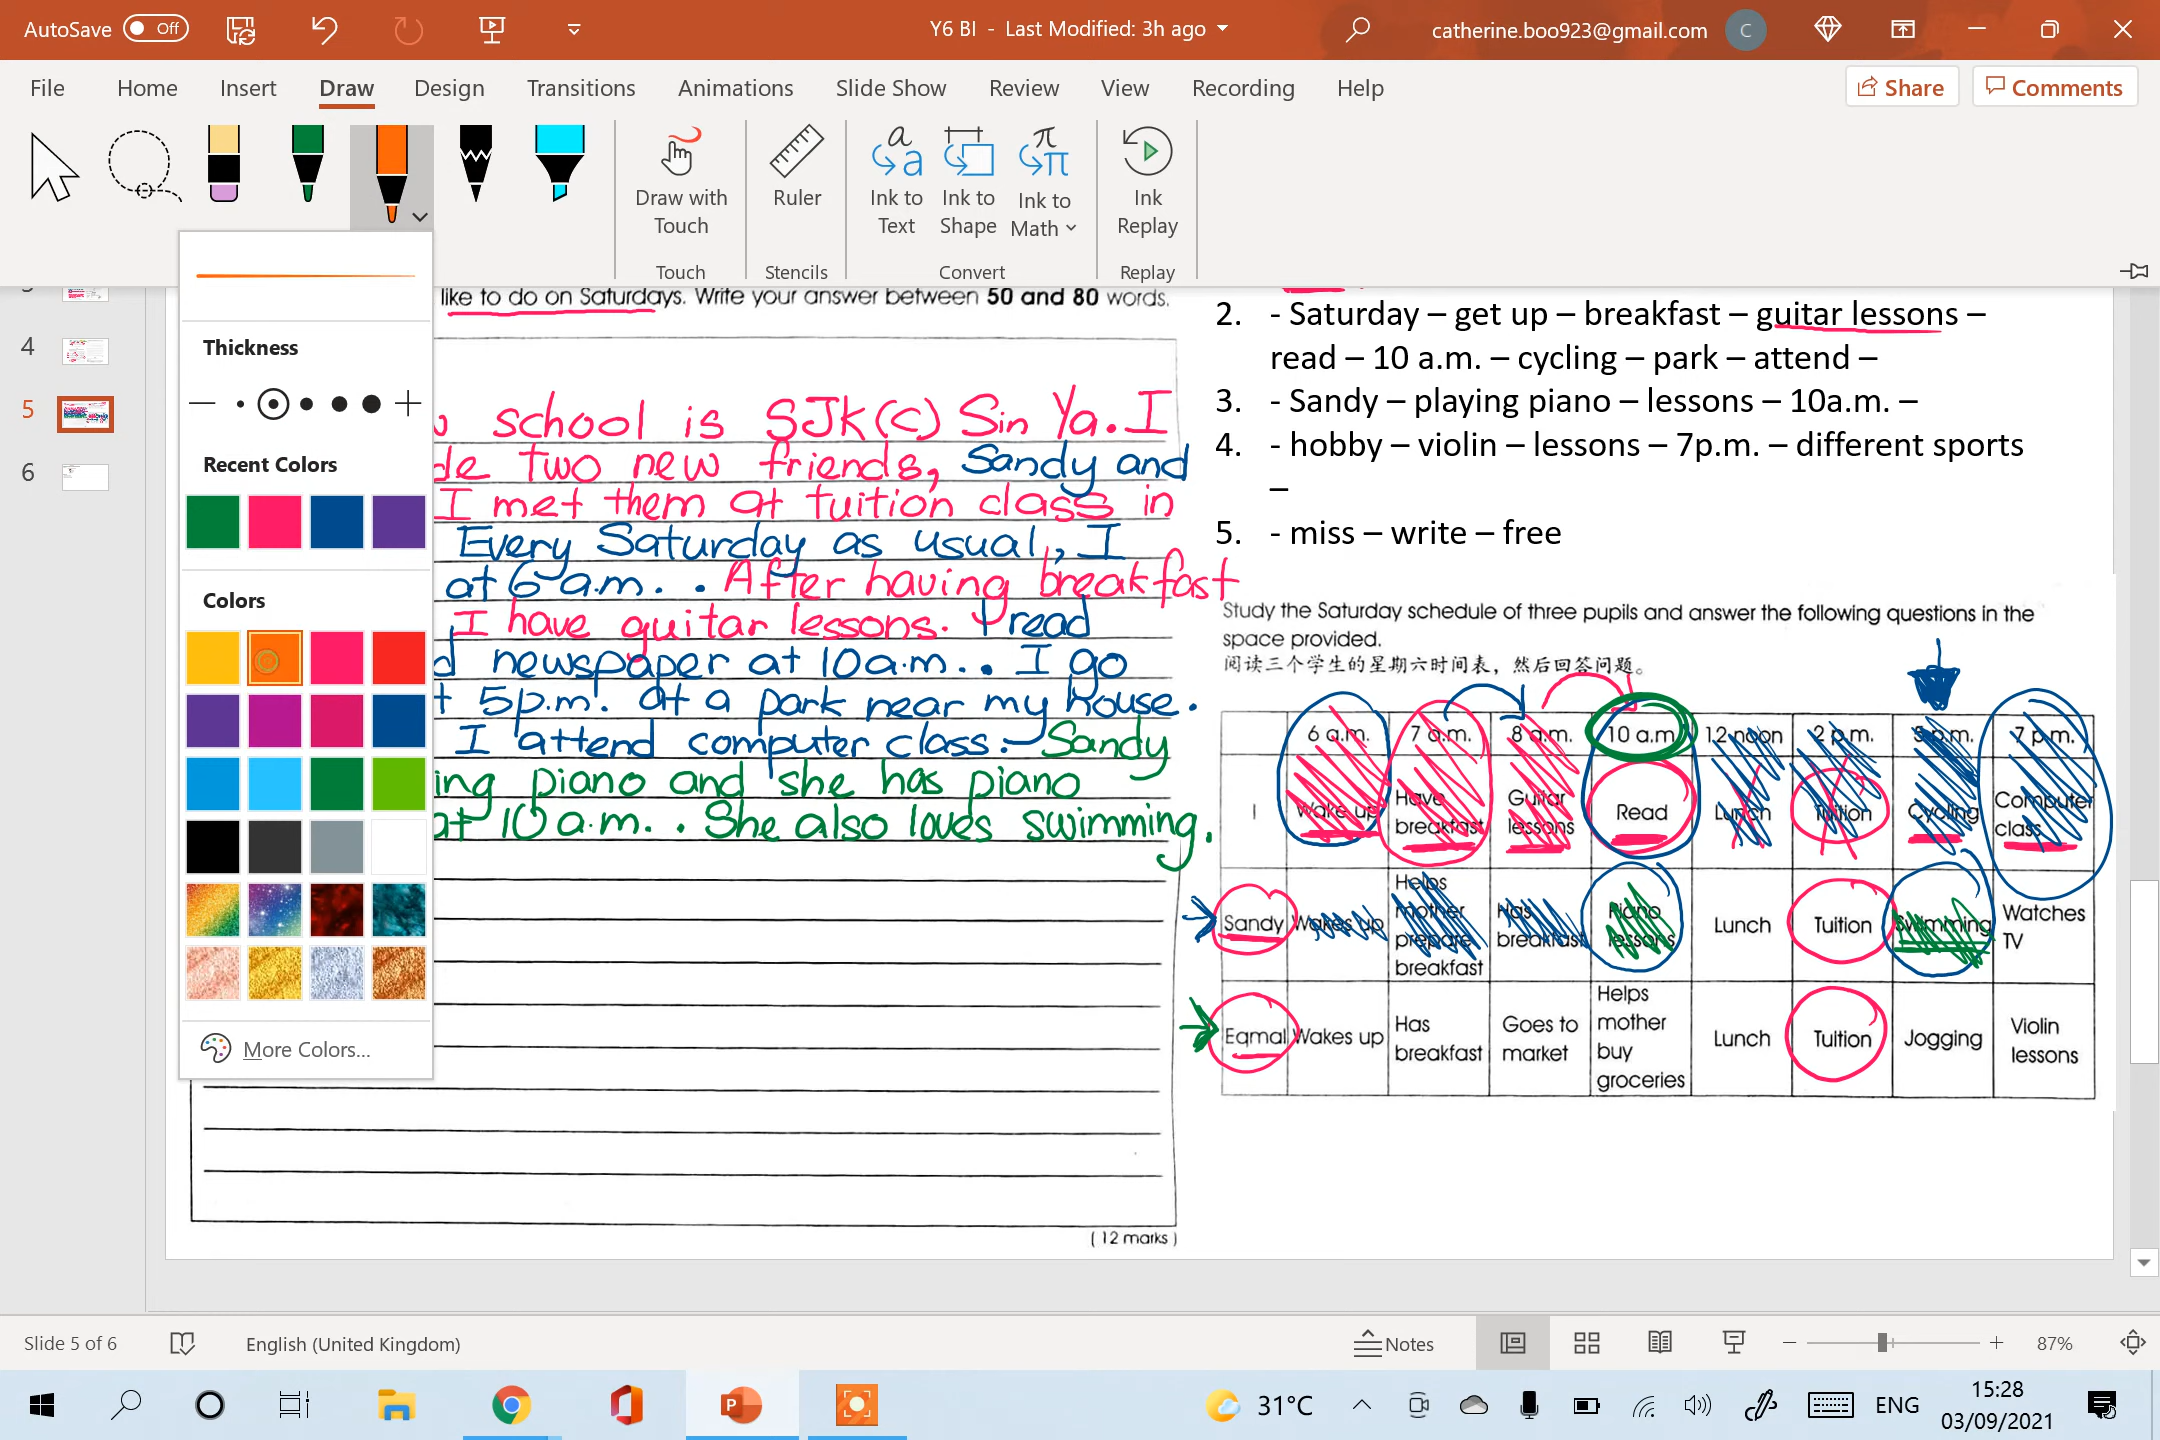 AutoSave Off
Y6 BI - Last Modified: 3h ago
catherine.boo923@gmail.com C
File Home Insert Draw Design Transitions Animations Slide Show Review View Recording Help
Share Comments
Draw with Touch
Ruler
Ink to Text
Ink to Shape
Ink to Math
Ink Replay
Touch Stencils Convert Replay
Thickness
Recent Colors
Colors
More Colors...
4
5
6
like to do on Saturdays. Write your answer between 50 and 80 words.
school is SJK(C) Sin Ya. I
two new friends, Sandy and
I met them at tuition class in
Every Saturday as usual, I
at 6 a.m.. After having breakfast
I have guitar lessons. I read
newspaper at 10 a.m.. I go
5p.m. at a park near my house.
I attend computer class. Sandy
ing piano and she has piano
at 10 a.m.. She also loves swimming.
( 12 marks )
2. - Saturday – get up – breakfast – guitar lessons –
read – 10 a.m. – cycling – park – attend –
3. - Sandy – playing piano – lessons – 10a.m. –
4. - hobby – violin – lessons – 7p.m. – different sports
–
5. - miss – write – free
Study the Saturday schedule of three pupils and answer the following questions in the
space provided.
阅读三个学生的星期六时间表，然后回答问题。
6 a.m. 7 a.m. 8 a.m. 10 a.m. 12 noon 2 p.m. 5 p.m. 7 p.m.
I Wake up Have breakfast Guitar lessons Read Lunch Tuition Cycling Computer class
Sandy Wakes up Helps mother prepare breakfast Has breakfast Piano lessons Lunch Tuition Swimming Watches TV
Eqmal Wakes up Has breakfast Goes to market Helps mother buy groceries Lunch Tuition Jogging Violin lessons
Slide 5 of 6 English (United Kingdom) Notes 87%
31°C ENG 15:28
03/09/2021